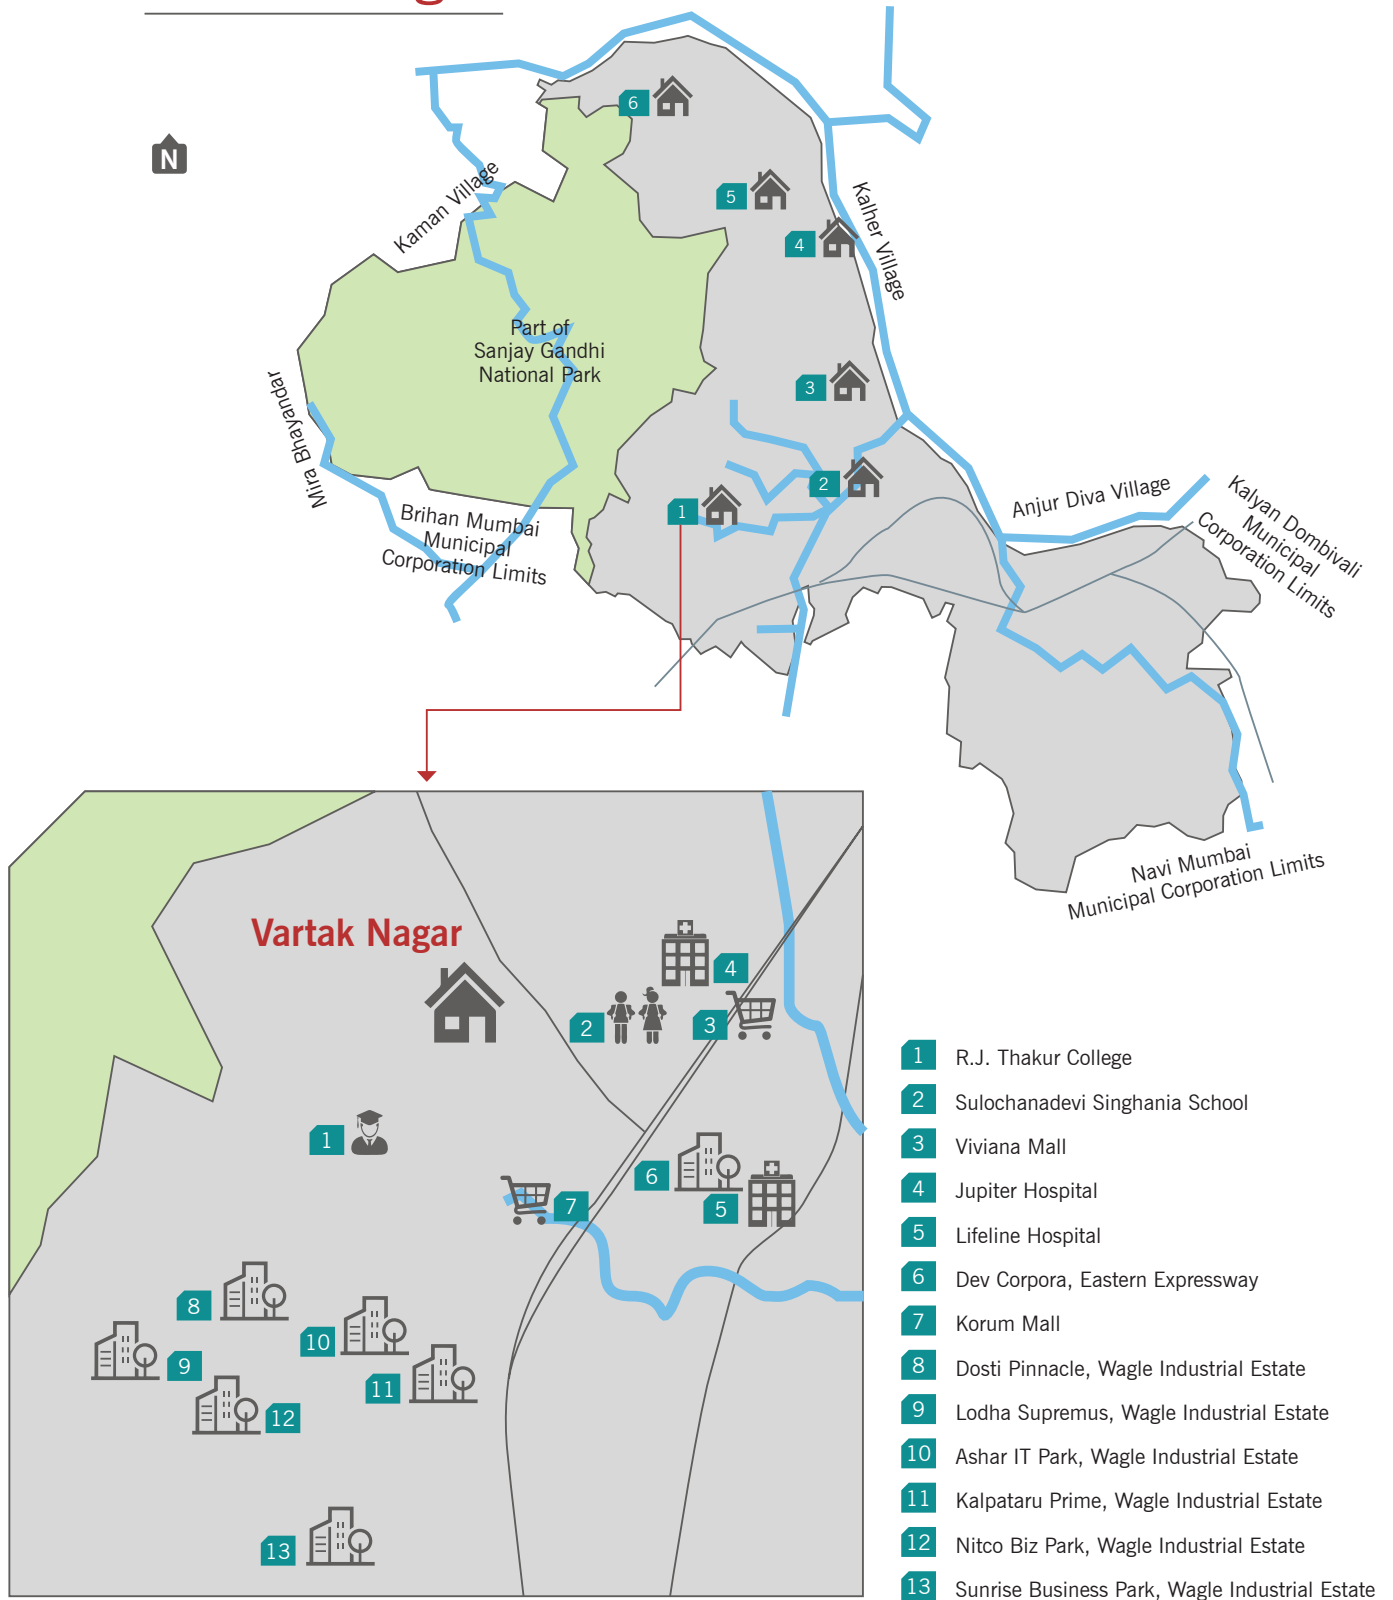 N
6
5
4
3
2
1
Kaman Village
Kalher Village
Part of
Sanjay Gandhi
National Park
Mira Bhayandar
Brihan Mumbai
Municipal
Corporation Limits
Anjur Diva Village
Kalyan Dombivali
Municipal
Corporation Limits
Navi Mumbai
Municipal Corporation Limits
Vartak Nagar
4
2
3
1
6
7
5
8
10
9
11
12
13
1 R.J. Thakur College
2 Sulochanadevi Singhania School
3 Viviana Mall
4 Jupiter Hospital
5 Lifeline Hospital
6 Dev Corpora, Eastern Expressway
7 Korum Mall
8 Dosti Pinnacle, Wagle Industrial Estate
9 Lodha Supremus, Wagle Industrial Estate
10 Ashar IT Park, Wagle Industrial Estate
11 Kalpataru Prime, Wagle Industrial Estate
12 Nitco Biz Park, Wagle Industrial Estate
13 Sunrise Business Park, Wagle Industrial Estate